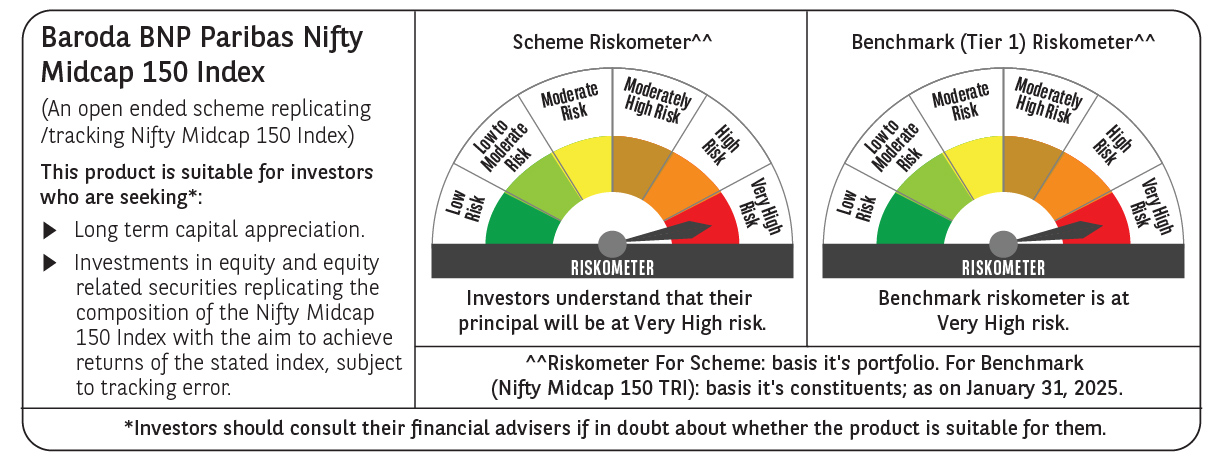 Baroda BNP Paribas Nifty
Midcap 150 Index
(An open ended scheme replicating
/tracking Nifty Midcap 150 Index)
This product is suitable for investors
who are seeking*:
▶ Long term capital appreciation.
▶ Investments in equity and equity
related securities replicating the
composition of the Nifty Midcap
150 Index with the aim to achieve
returns of the stated index, subject
to tracking error.
Scheme Riskometer^^
Low
Risk
Low to
Moderate
Risk
Moderate
Risk
Moderately
High Risk
High
Risk
Very High
Risk
RISKOMETER
Investors understand that their
principal will be at Very High risk.
Benchmark (Tier 1) Riskometer^^
Low
Risk
Low to
Moderate
Risk
Moderate
Risk
Moderately
High Risk
High
Risk
Very High
Risk
RISKOMETER
Benchmark riskometer is at
Very High risk.
^^Riskometer For Scheme: basis it's portfolio. For Benchmark
(Nifty Midcap 150 TRI): basis it's constituents; as on January 31, 2025.
*Investors should consult their financial advisers if in doubt about whether the product is suitable for them.